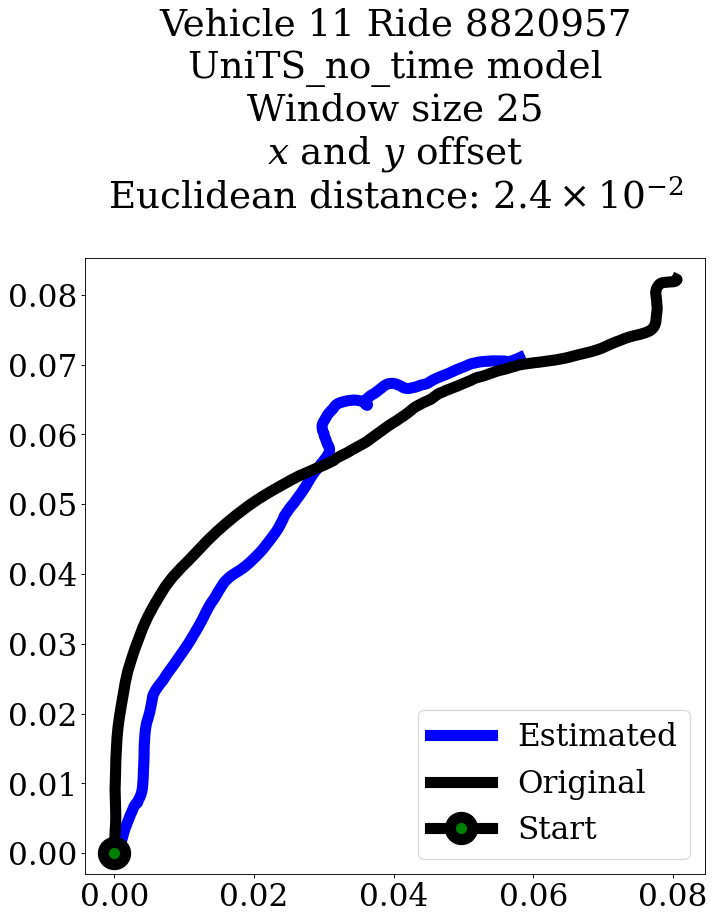 Vehicle 11 Ride 8820957
UniTS_no_time model
Window size 25
x and y offset
Euclidean distance: 2.4 × 10⁻²
0.08
0.07
0.06
0.05
0.04
0.03
0.02
0.01
0.00
Estimated
Original
Start
0.00 0.02 0.04 0.06 0.08